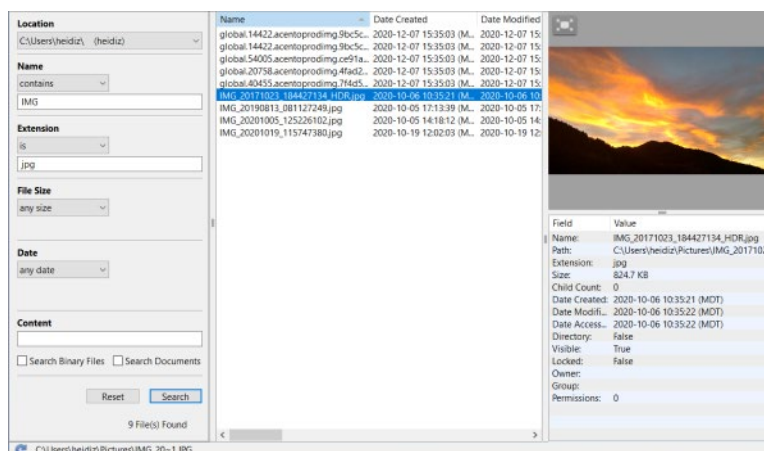 Location
C:\Users\heidiz\ (heidiz)
Name
contains
IMG
Extension
is
jpg
File Size
any size
Date
any date
Content
Search Binary Files Search Documents
Reset Search
9 File(s) Found
Name Date Created Date Modified
global.14422.acentoprodimg.9bc5c... 2020-12-07 15:35:03 (M... 2020-12-07 15:
global.14422.acentoprodimg.9bc5c... 2020-12-07 15:35:03 (M... 2020-12-07 15:
global.54005.acentoprodimg.ce91a... 2020-12-07 15:35:03 (M... 2020-12-07 15:
global.20758.acentoprodimg.4fad2... 2020-12-07 15:35:03 (M... 2020-12-07 15:
global.40455.acentoprodimg.7f4d5... 2020-12-07 15:35:03 (M... 2020-12-07 15:
IMG_20171023_184427134_HDR.jpg 2020-10-06 10:35:21 (M... 2020-10-06 10:
IMG_20190813_081127249.jpg 2020-10-05 17:13:39 (M... 2020-10-05 17:
IMG_20201005_125226102.jpg 2020-10-05 14:18:12 (M... 2020-10-05 14:
IMG_20201019_115747380.jpg 2020-10-19 12:02:03 (M... 2020-10-19 12:
Field Value
Name: IMG_20171023_184427134_HDR.jpg
Path: C:\Users\heidiz\Pictures\IMG_201710
Extension: jpg
Size: 824.7 KB
Child Count: 0
Date Created: 2020-10-06 10:35:21 (MDT)
Date Modifi... 2020-10-06 10:35:22 (MDT)
Date Access... 2020-10-06 10:35:22 (MDT)
Directory: False
Visible: True
Locked: False
Owner:
Group:
Permissions: 0
C:\Users\heidiz\Pictures\IMG_20~1.JPG